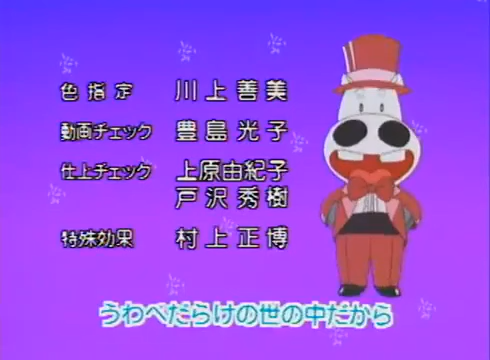 色指定 川上善美
動画チェック 豊島光子
仕上チェック 上原由紀子
戸沢秀樹
特殊効果 村上正博
うわべだらけの世の中だから